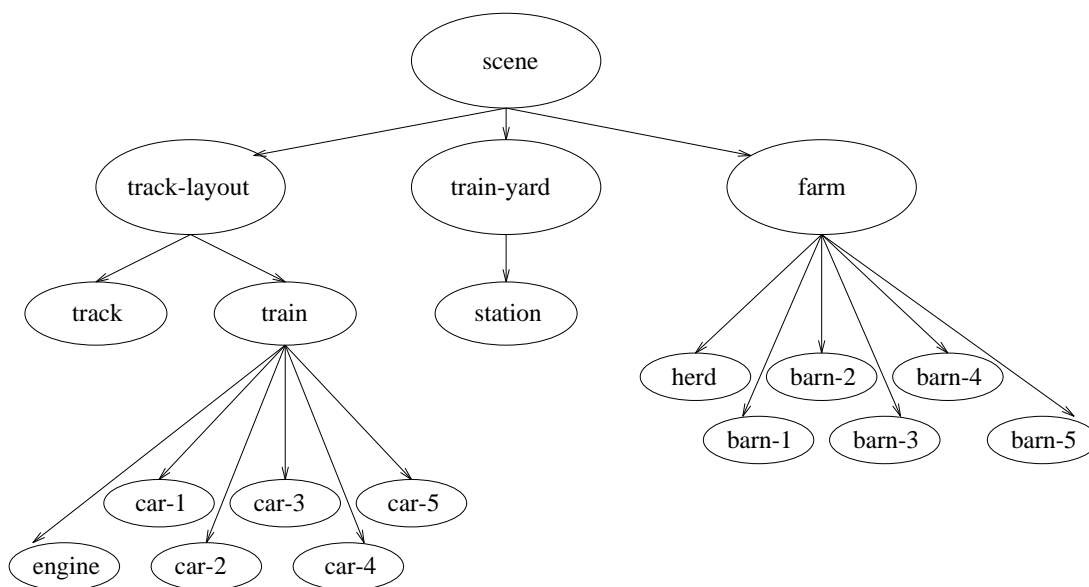 scene
track-layout
train-yard
farm
track
train
station
herd
barn-2
barn-4
barn-1
barn-3
barn-5
car-1
car-3
car-5
engine
car-2
car-4